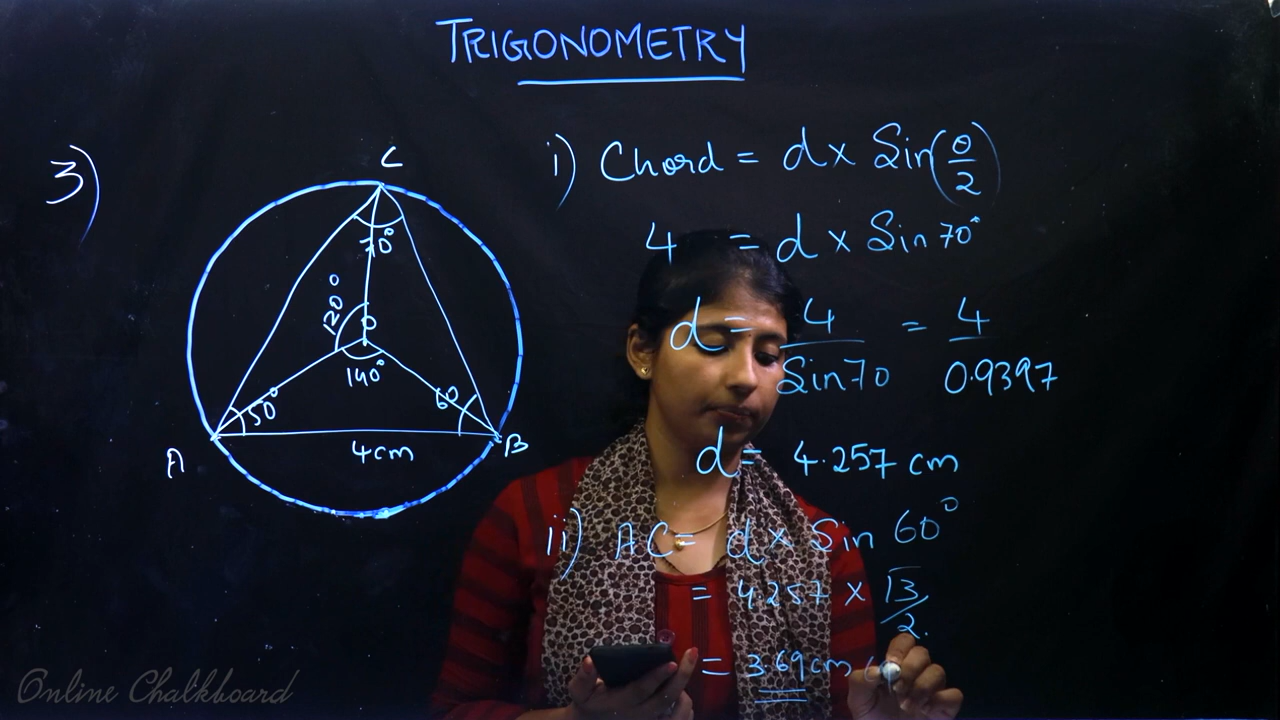 TRIGONOMETRY
3)
C
70°
120°
O
140°
50°
60
4cm
A
B
i) Chord = d x Sin(θ/2)
4 = d x Sin 70°
d = 4/Sin70 = 4/0.9397
d = 4.257 cm
ii) AC = d x Sin 60°
= 4.257 x √3/2.
= 3.69cm
Online Chalkboard